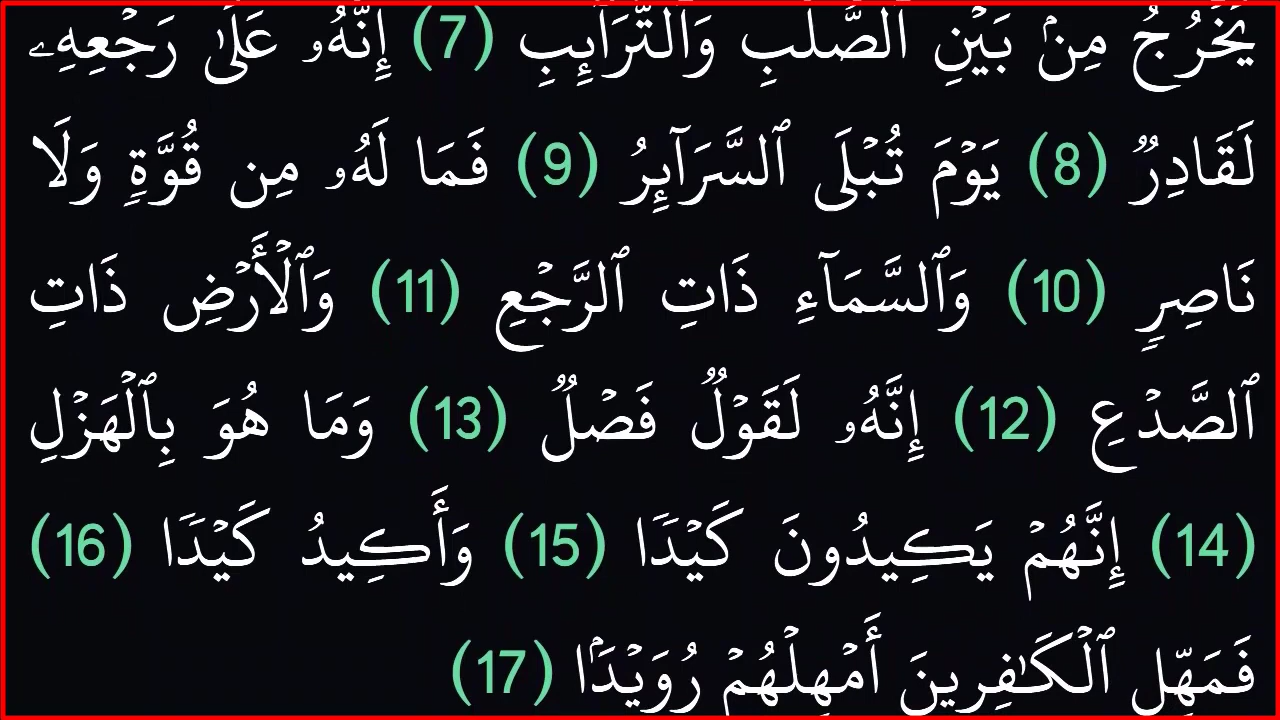 يَخْرُجُ مِنۢ بَيْنِ ٱلصُّلْبِ وَٱلتَّرَآئِبِ (7) إِنَّهُۥ عَلَىٰ رَجْعِهِۦ
لَقَادِرٌۭ (8) يَوْمَ تُبْلَى ٱلسَّرَآئِرُ (9) فَمَا لَهُۥ مِن قُوَّةٍۢ وَلَا
نَاصِرٍۢ (10) وَٱلسَّمَآءِ ذَاتِ ٱلرَّجْعِ (11) وَٱلْأَرْضِ ذَاتِ
ٱلصَّدْعِ (12) إِنَّهُۥ لَقَوْلٌۭ فَصْلٌۭ (13) وَمَا هُوَ بِٱلْهَزْلِ
(14) إِنَّهُمْ يَكِيدُونَ كَيْدًۭا (15) وَأَكِيدُ كَيْدًۭا (16)
فَمَهِّلِ ٱلْكَـٰفِرِينَ أَمْهِلْهُمْ رُوَيْدًۢا (17)